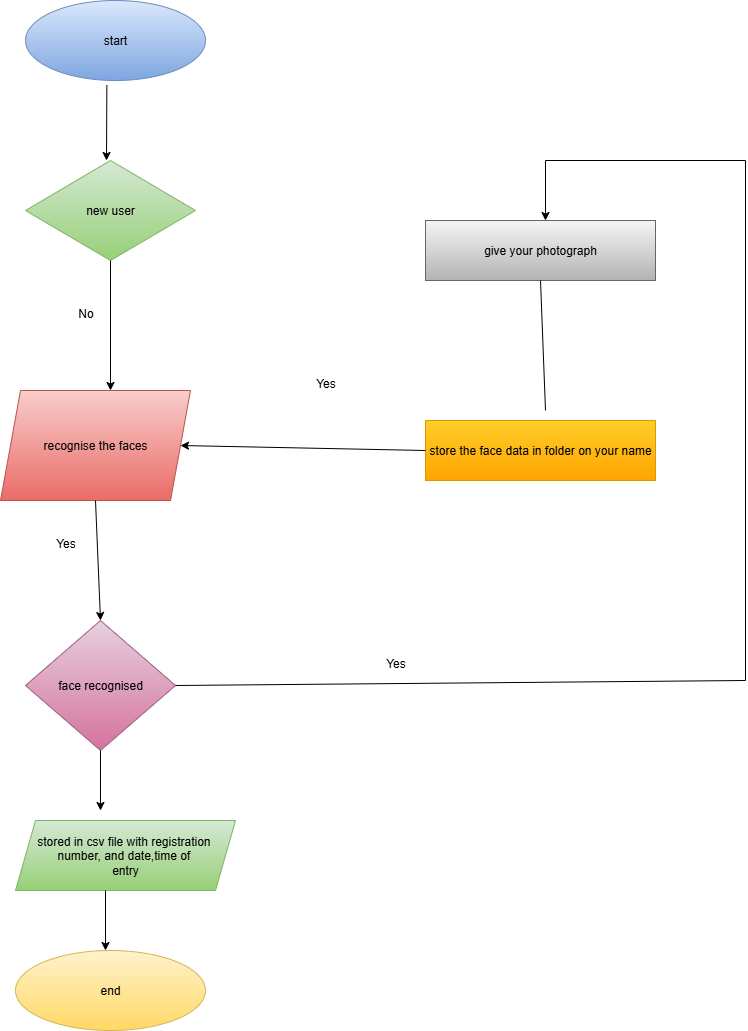 start
new user
give your photograph
No
Yes
recognise the faces
store the face data in folder on your name
Yes
Yes
face recognised
stored in csv file with registration
number, and date,time of
entry
end